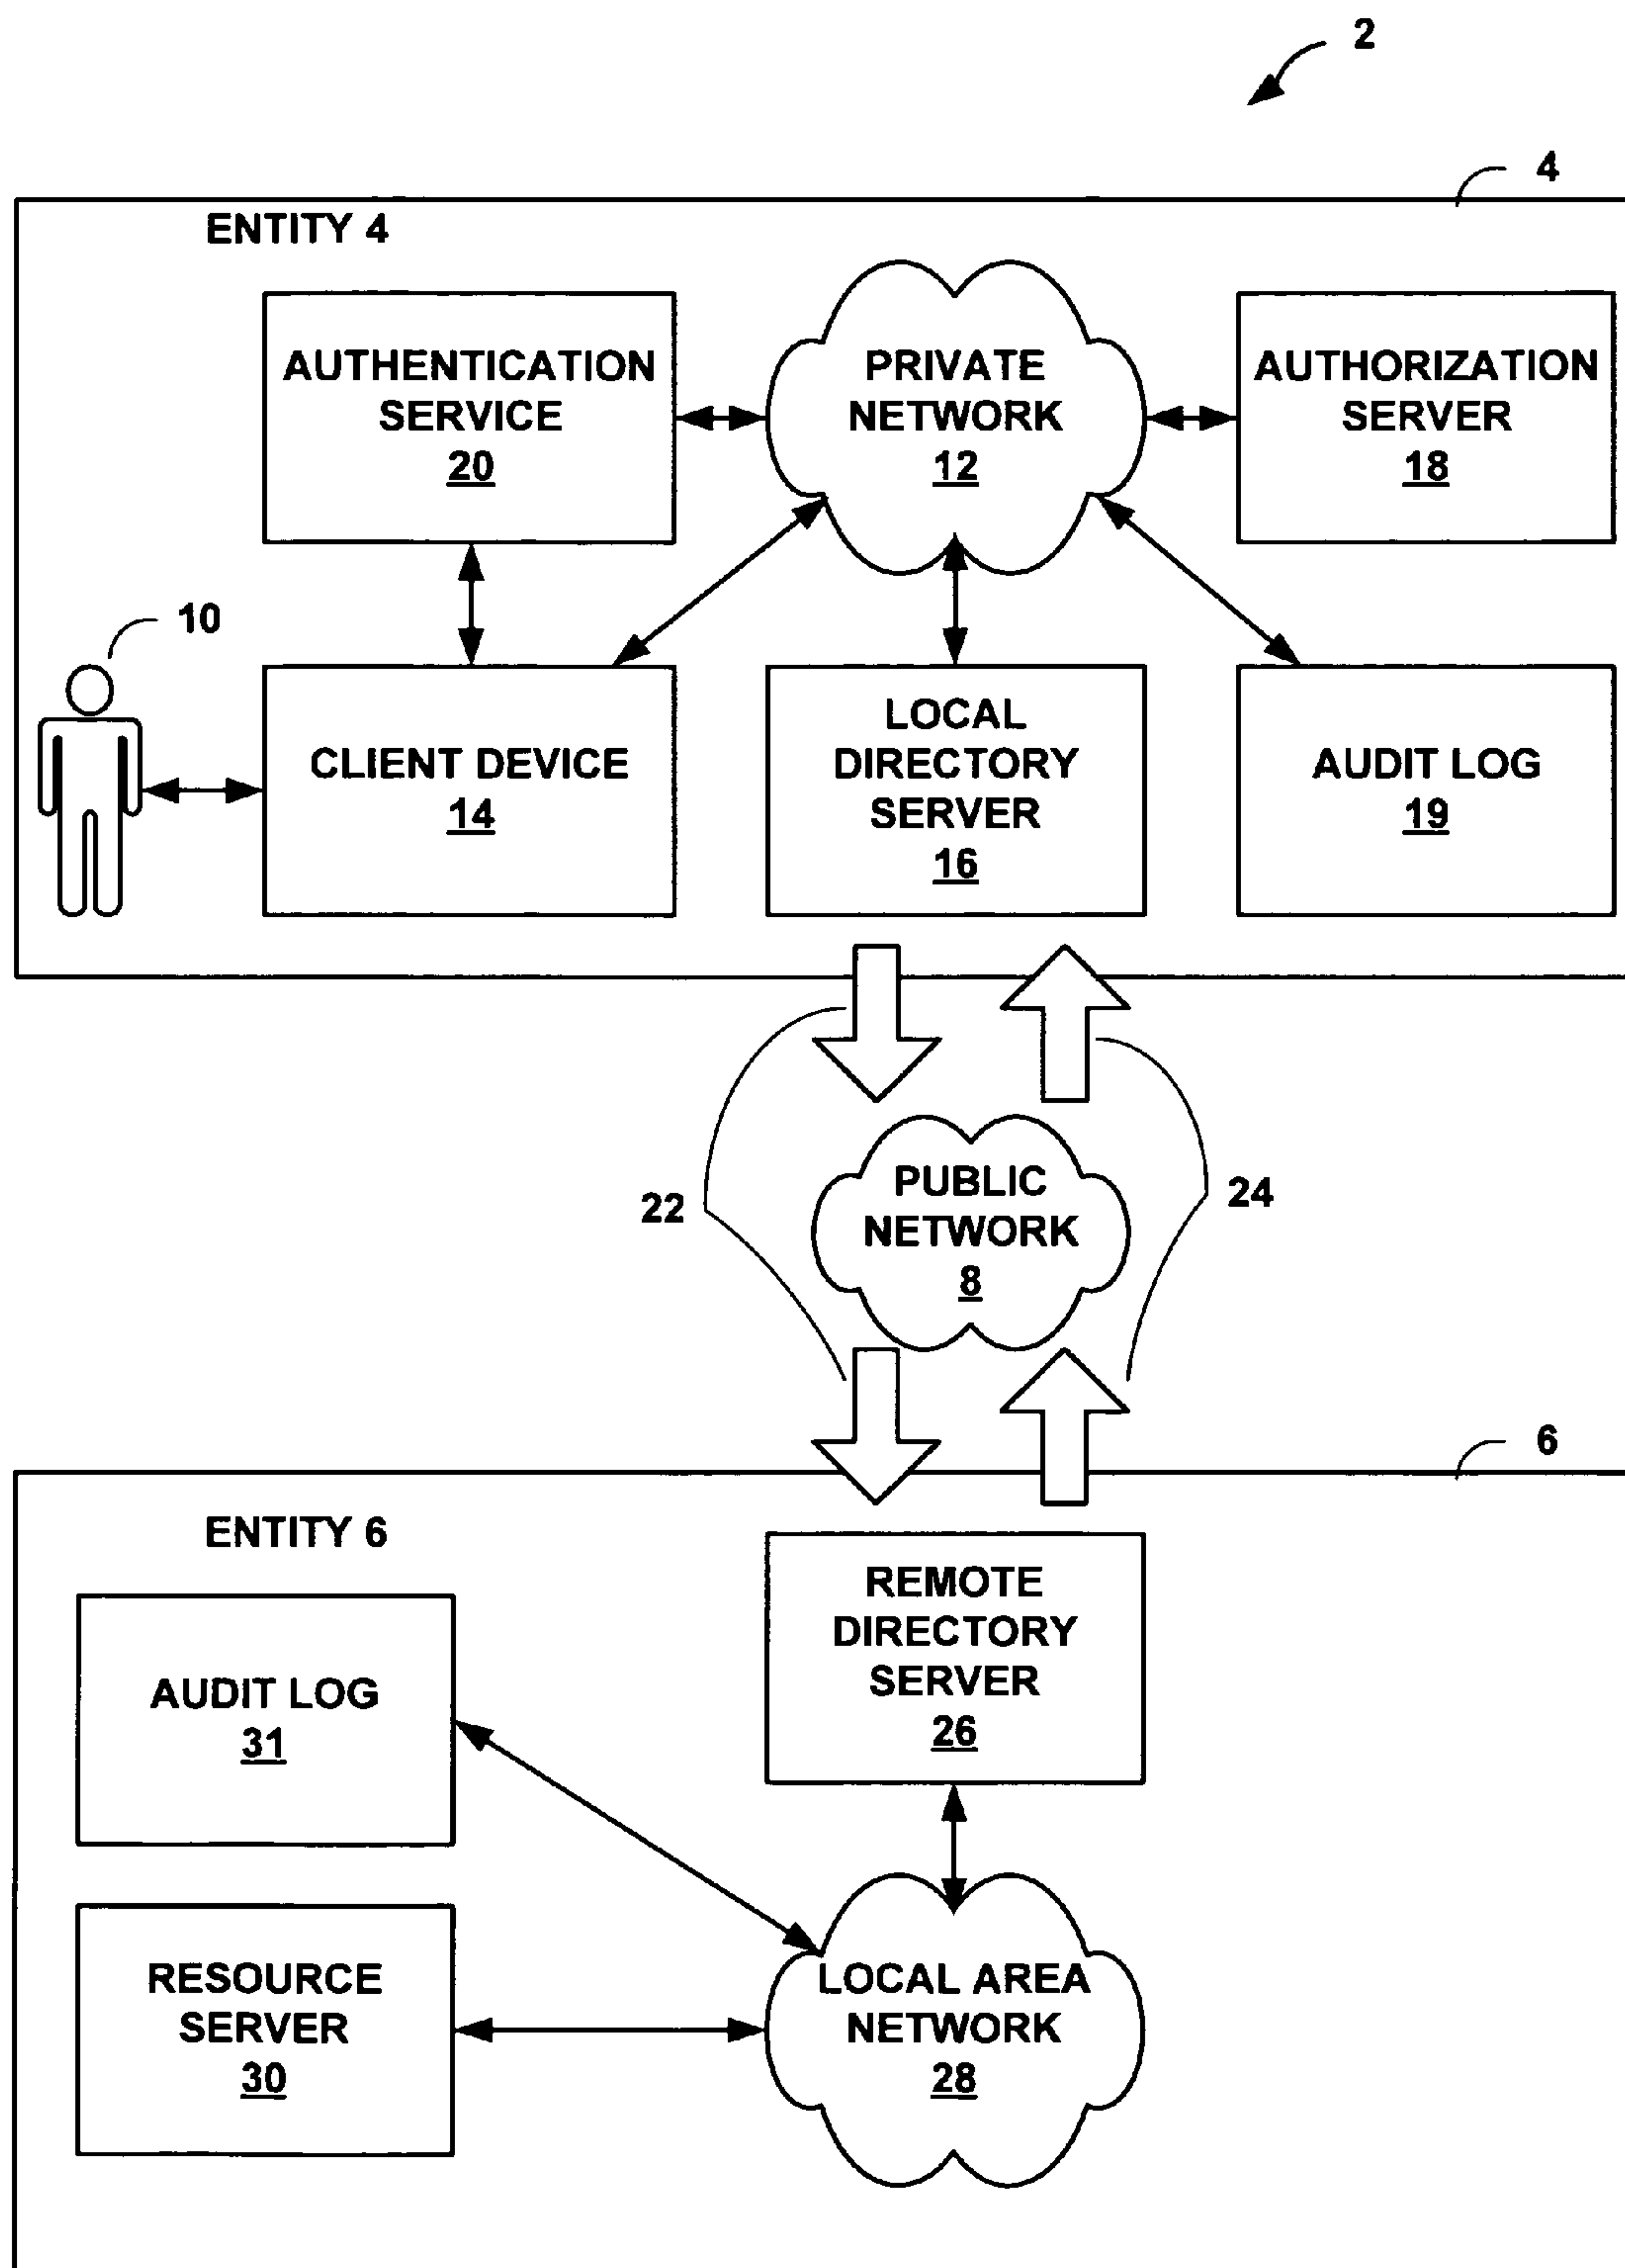 2
4
ENTITY 4
AUTHENTICATION
SERVICE
20
PRIVATE
NETWORK
12
AUTHORIZATION
SERVER
18
10
CLIENT DEVICE
14
LOCAL
DIRECTORY
SERVER
16
AUDIT LOG
19
22
PUBLIC
NETWORK
8
24
6
ENTITY 6
REMOTE
DIRECTORY
SERVER
26
AUDIT LOG
31
RESOURCE
SERVER
30
LOCAL AREA
NETWORK
28